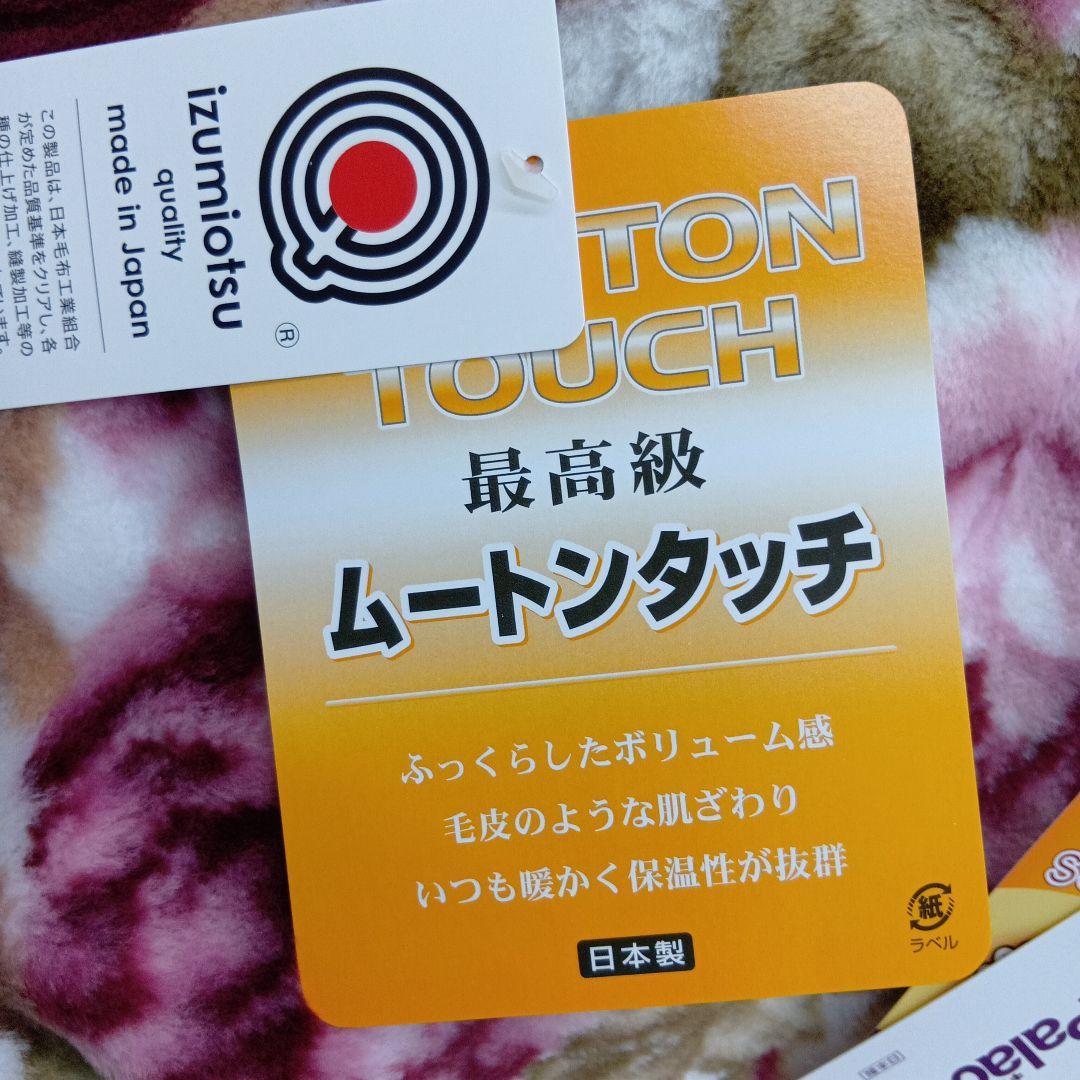 izumiotsu
quality
made in Japan
®
この製品は、日本毛布工業組合
が定めた品質基準をクリアし、各
種の仕上げ加工、縫製加工等の
TON
TOUCH
最高級
ムートンタッチ
ふっくらしたボリューム感
毛皮のような肌ざわり
いつも暖かく保温性が抜群
日本製
紙
ラベル
日本製